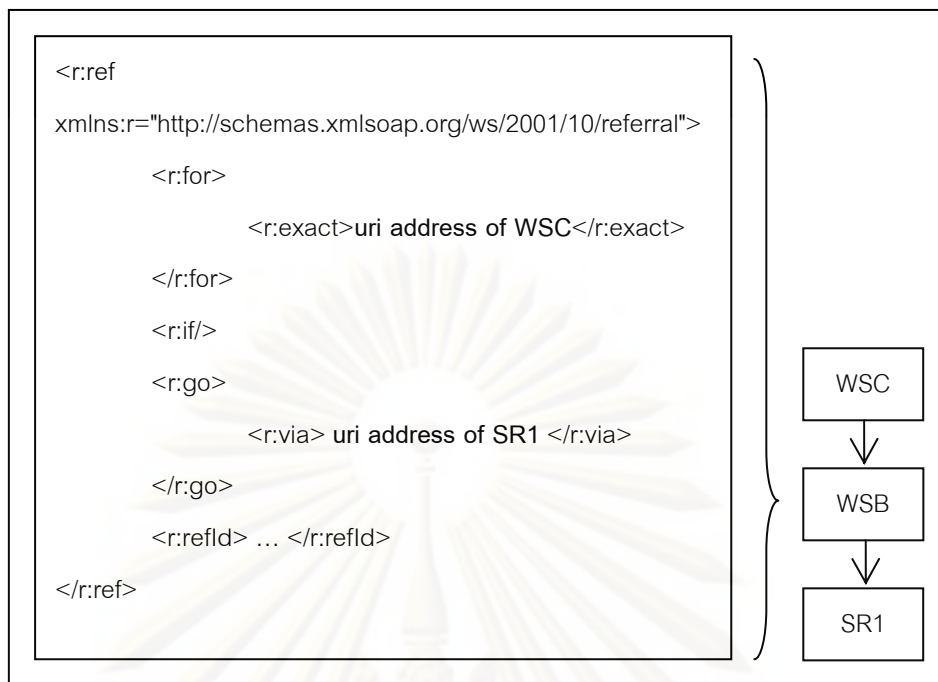 <r:ref
xmlns:r="http://schemas.xmlsoap.org/ws/2001/10/referral">
<r:for>
<r:exact>uri address of WSC</r:exact>
</r:for>
<r:if/>
<r:go>
<r:via> uri address of SR1 </r:via>
</r:go>
<r:refId> ... </r:refId>
</r:ref>
WSC
WSB
SR1